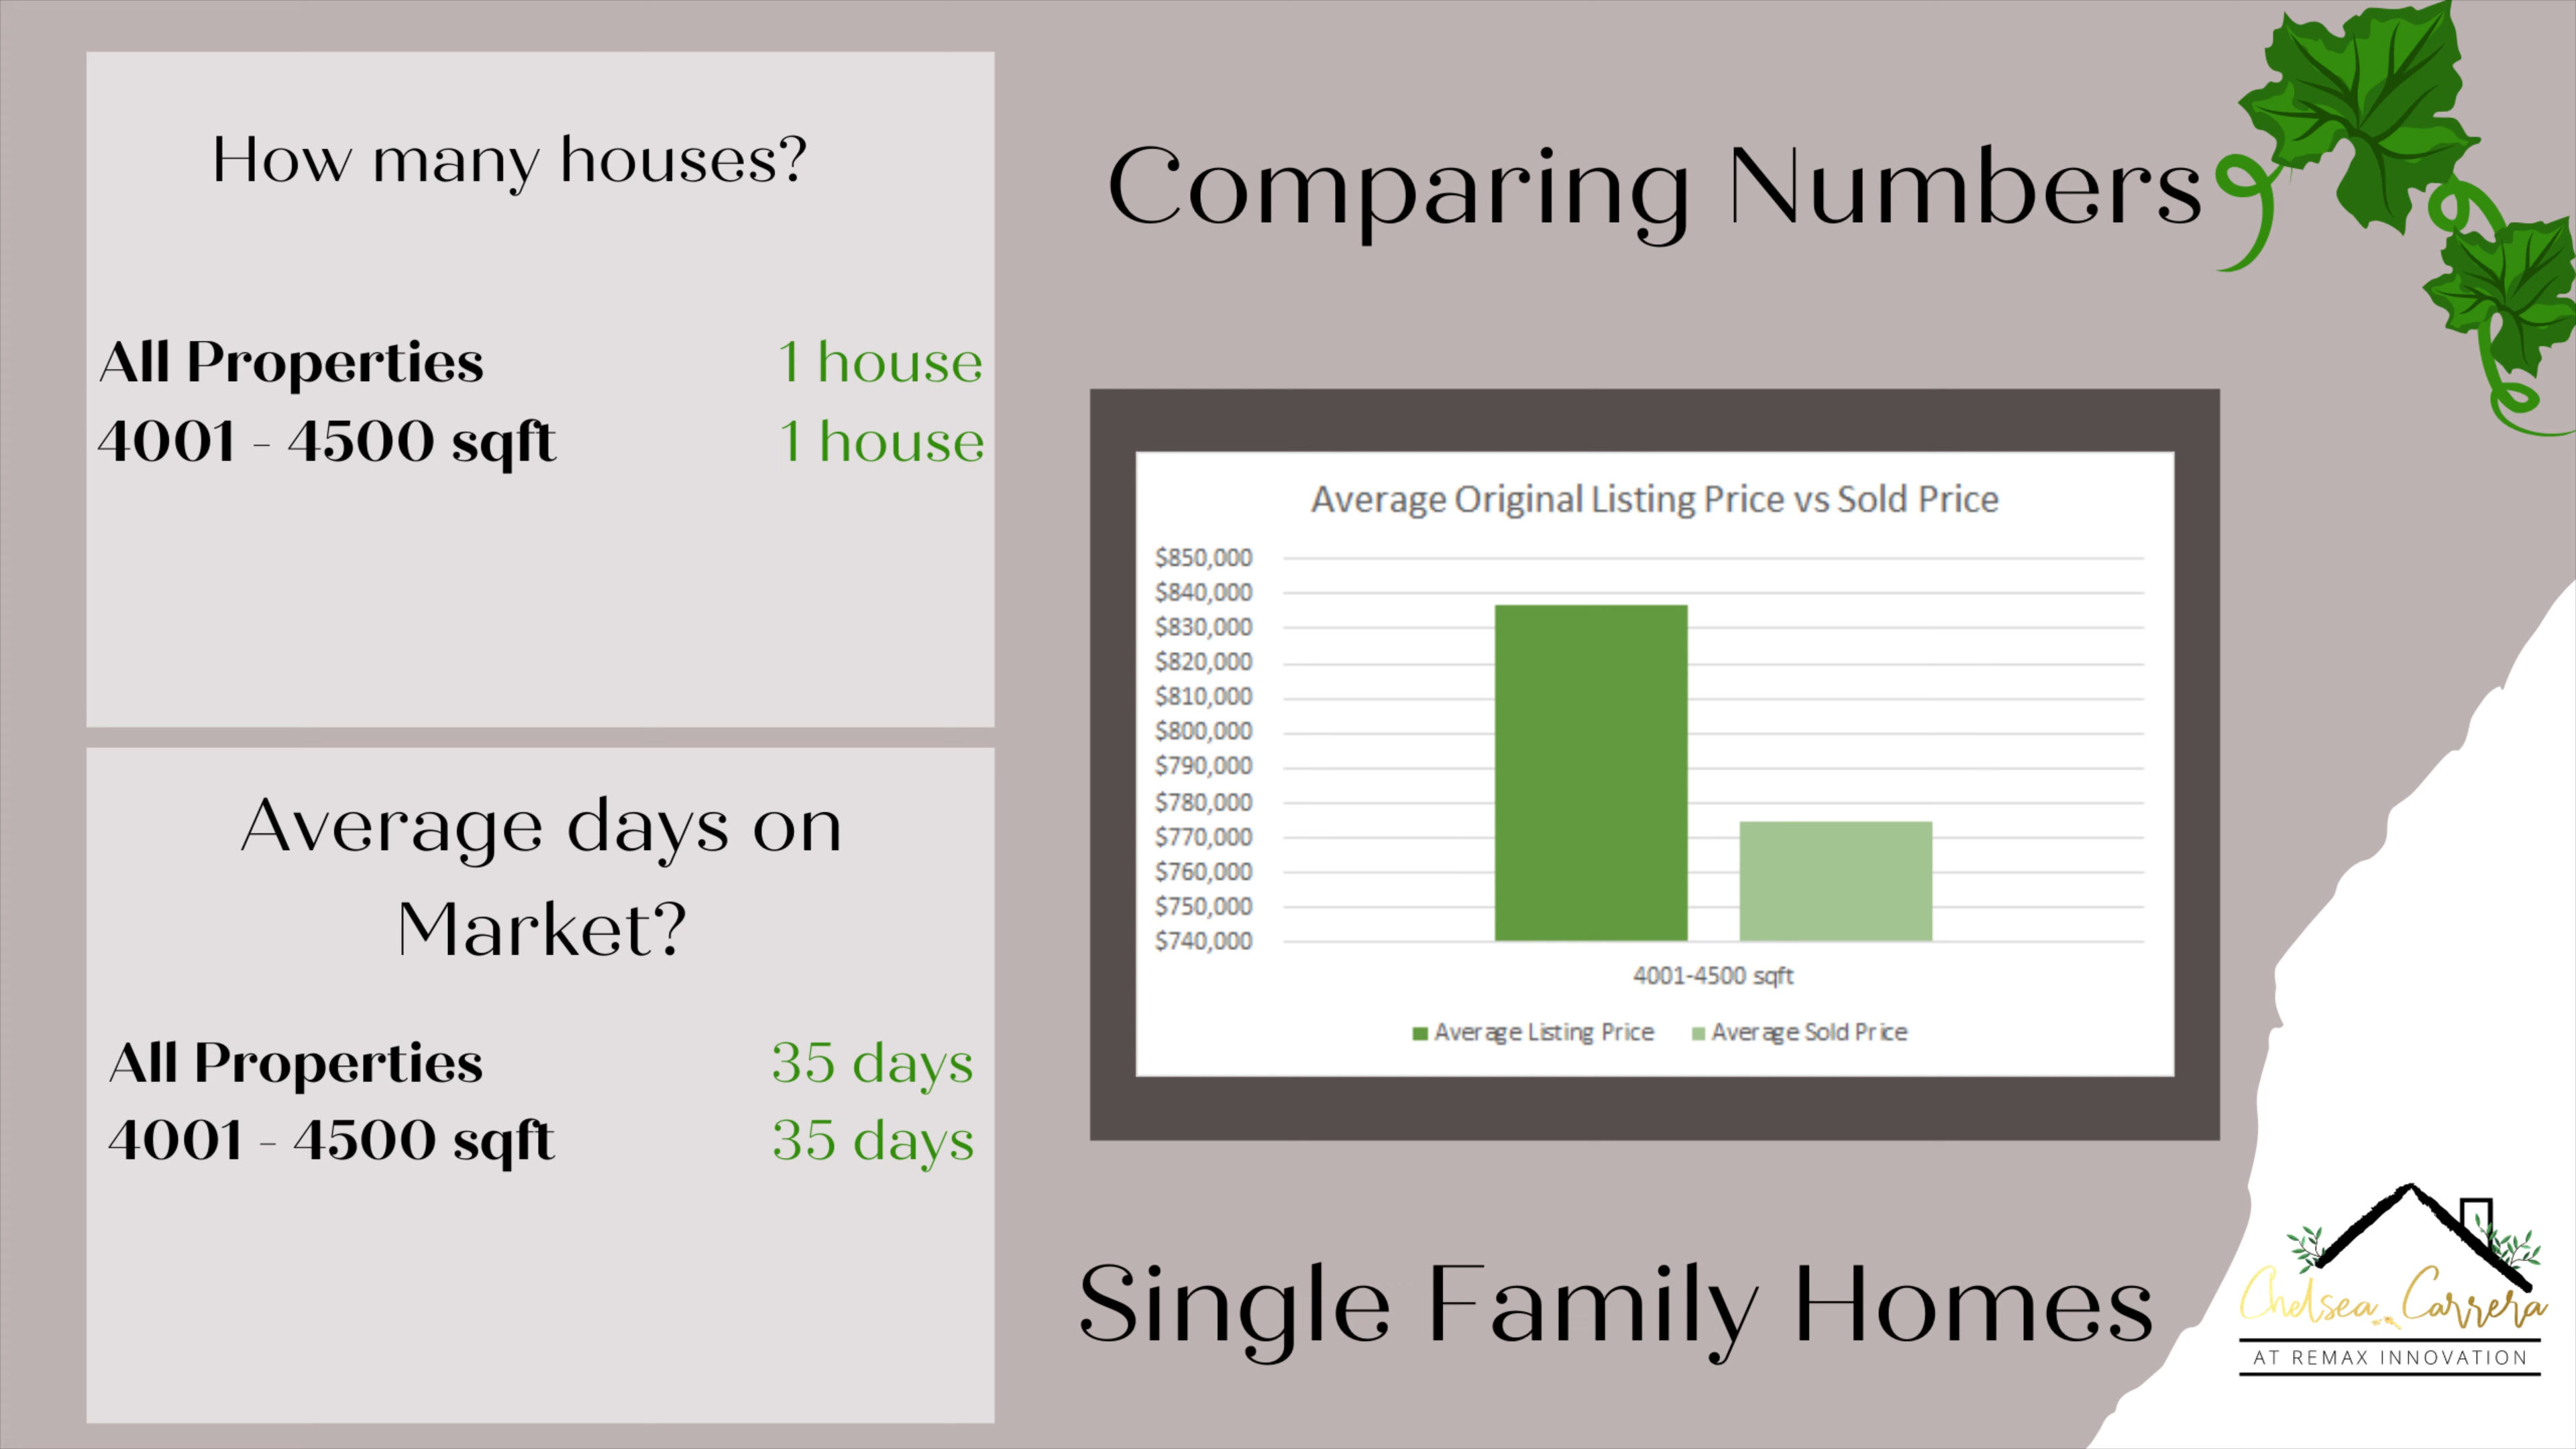 How many houses?
All Properties 1 house
4001 - 4500 sqft 1 house
Average days on
Market?
All Properties 35 days
4001 - 4500 sqft 35 days
Comparing Numbers
Average Original Listing Price vs Sold Price
$850,000
$840,000
$830,000
$820,000
$810,000
$800,000
$790,000
$780,000
$770,000
$760,000
$750,000
$740,000
4001-4500 sqft
Average Listing Price Average Sold Price
Single Family Homes
Chelsea Carrera
AT REMAX INNOVATION